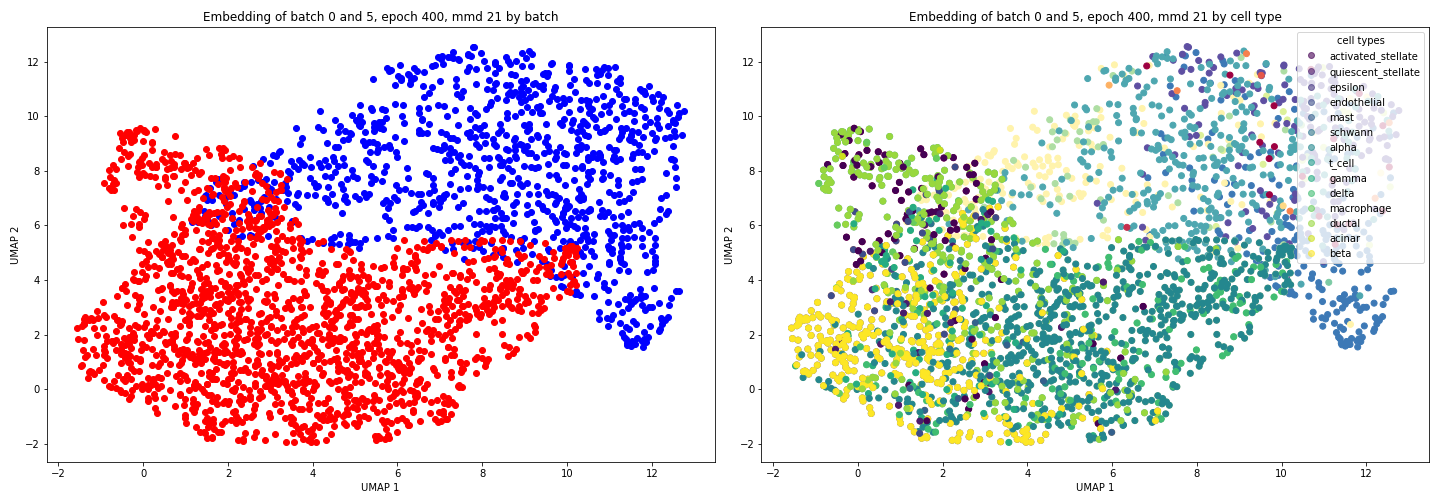 Embedding of batch 0 and 5, epoch 400, mmd 21 by batch
12
10
8
6
4
2
0
−2
UMAP 2
−2
0
2
4
6
8
10
12
UMAP 1
Embedding of batch 0 and 5, epoch 400, mmd 21 by cell type
cell types
activated_stellate
quiescent_stellate
epsilon
endothelial
mast
schwann
alpha
t_cell
gamma
delta
macrophage
ductal
acinar
beta
12
10
8
6
4
2
0
−2
UMAP 2
−2
0
2
4
6
8
10
12
UMAP 1